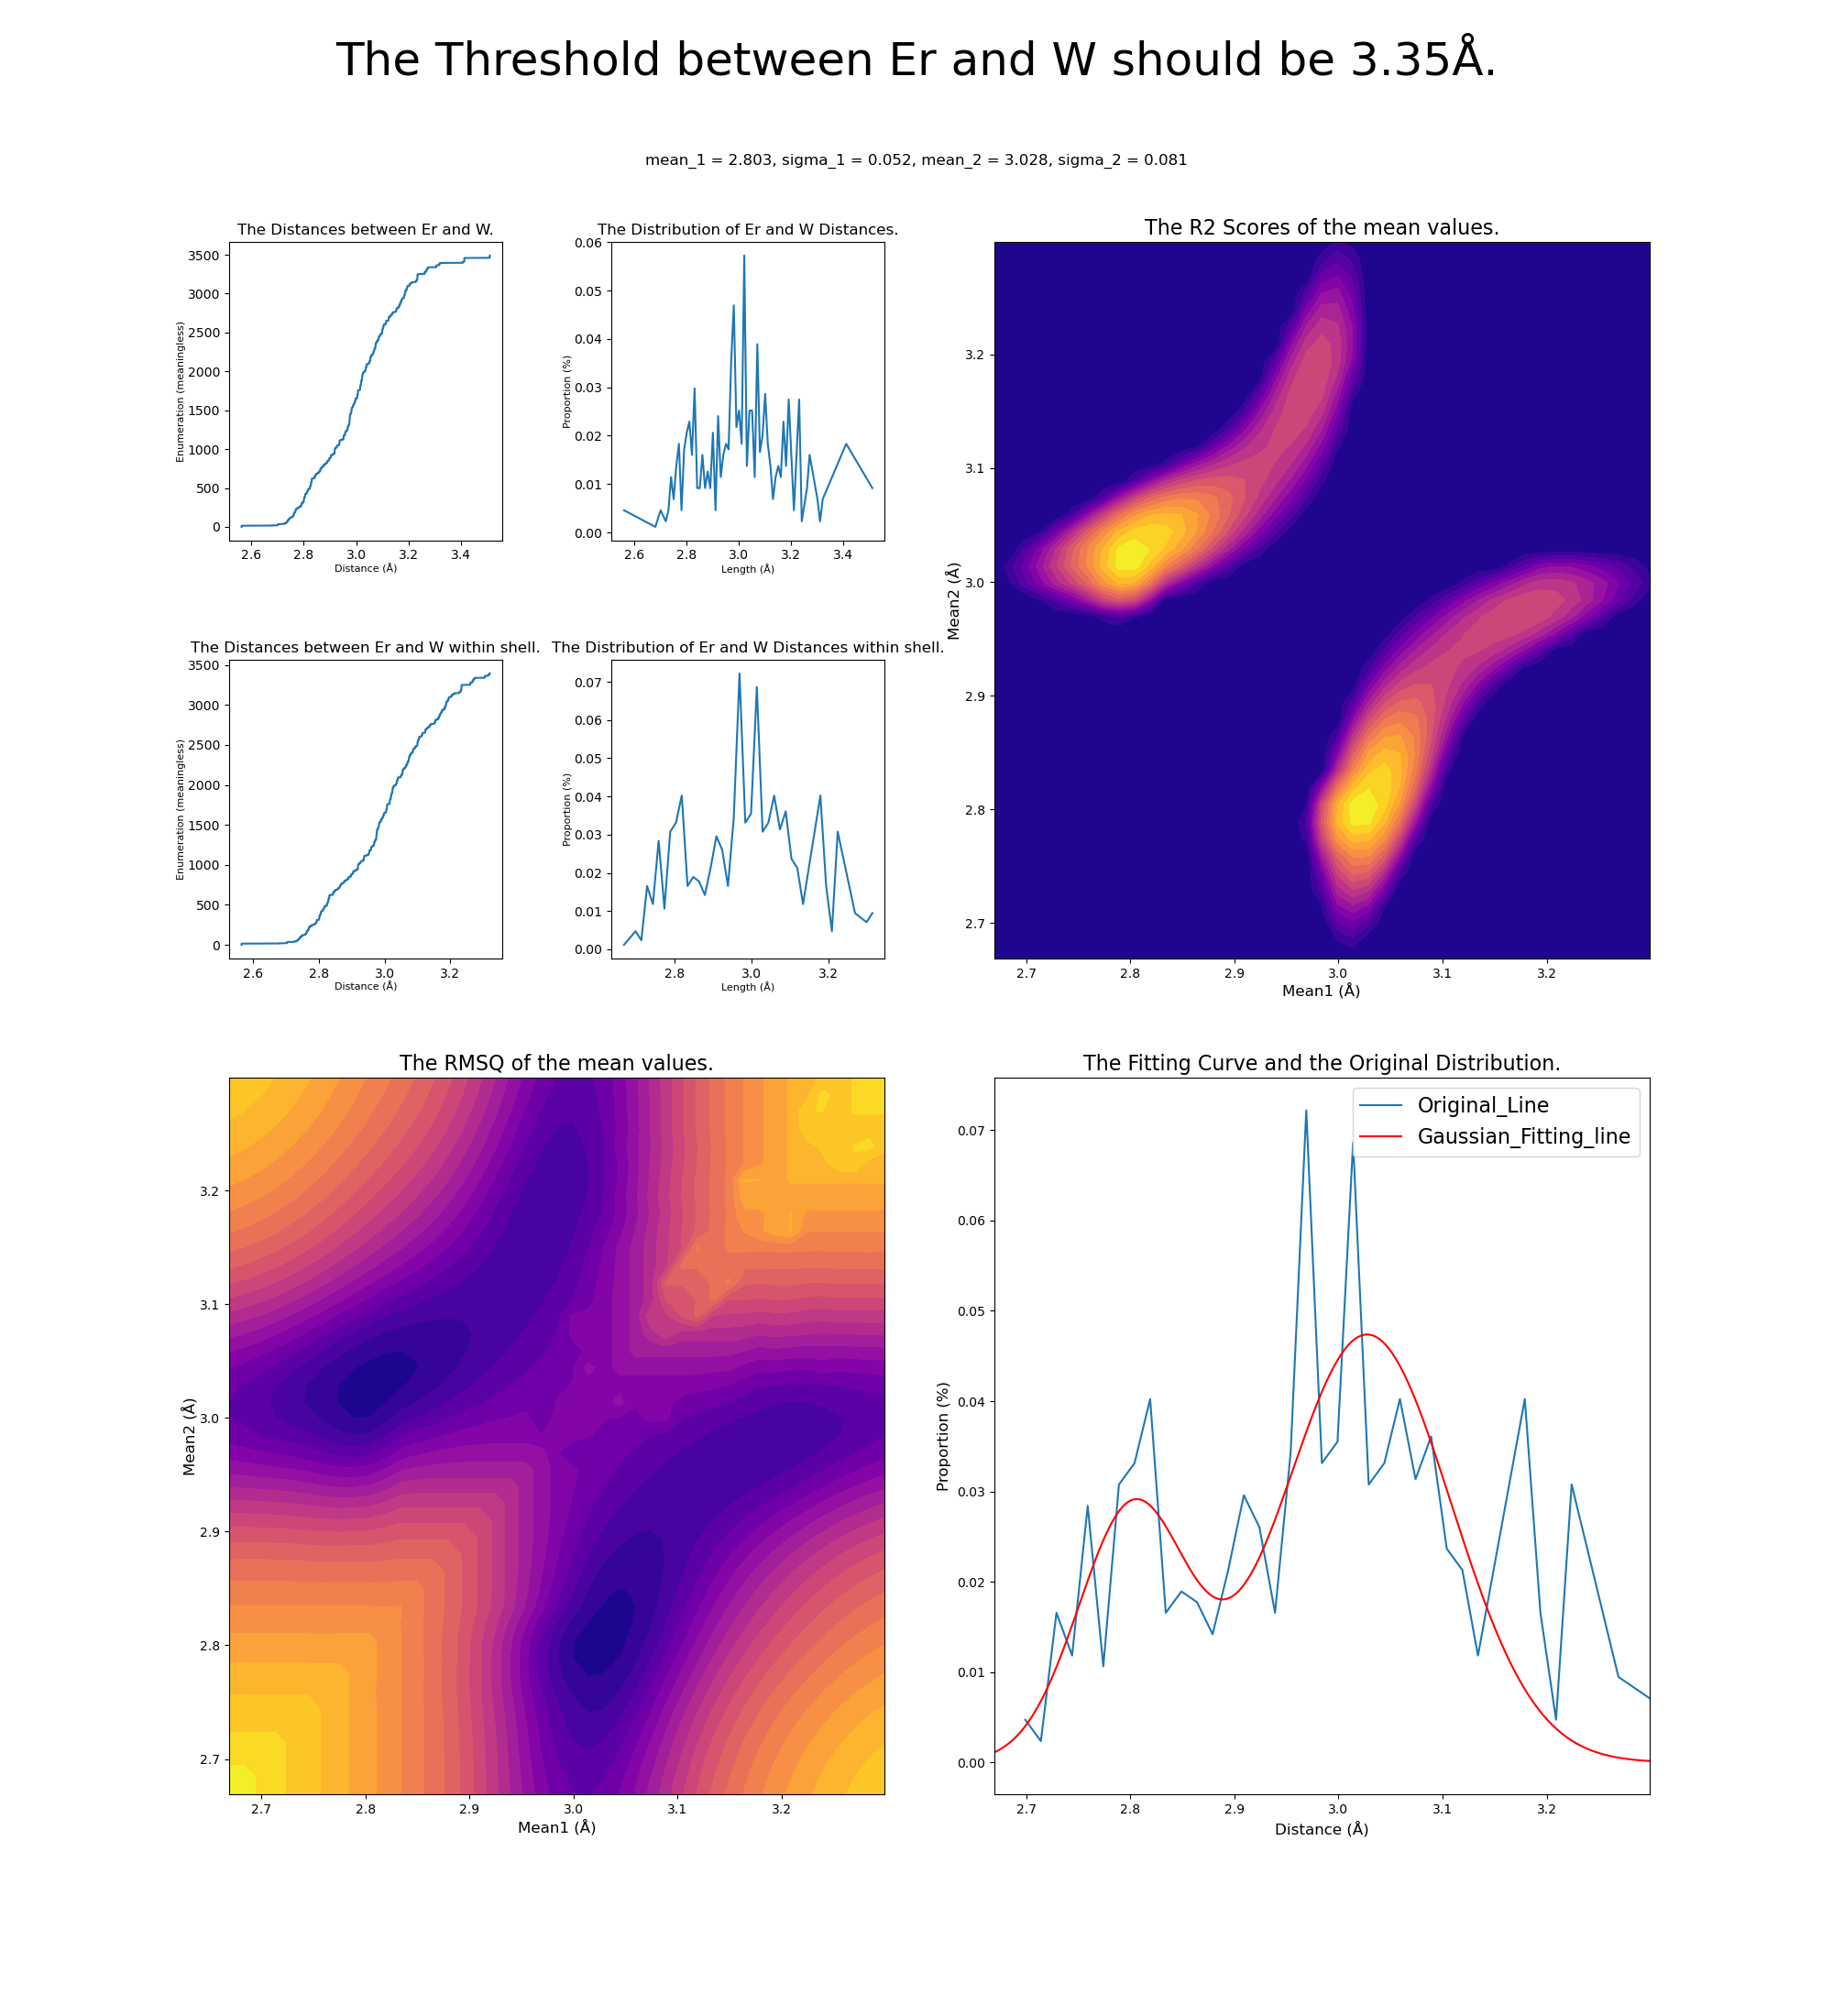 The Threshold between Er and W should be 3.35Å.
mean_1 = 2.803, sigma_1 = 0.052, mean_2 = 3.028, sigma_2 = 0.081
The Distances between Er and W.
3500
3000
2500
2000
1500
1000
500
0
Enumeration (meaningless)
2.6 2.8 3.0 3.2 3.4
Distance (Å)
The Distribution of Er and W Distances.
0.06
0.05
0.04
0.03
0.02
0.01
0.00
Proportion (%)
2.6 2.8 3.0 3.2 3.4
Length (Å)
The R2 Scores of the mean values.
3.2
3.1
3.0
2.9
2.8
2.7
Mean2 (Å)
2.7 2.8 2.9 3.0 3.1 3.2
Mean1 (Å)
The Distances between Er and W within shell.
3500
3000
2500
2000
1500
1000
500
0
Enumeration (meaningless)
2.6 2.8 3.0 3.2
Distance (Å)
The Distribution of Er and W Distances within shell.
0.07
0.06
0.05
0.04
0.03
0.02
0.01
0.00
Proportion (%)
2.8 3.0 3.2
Length (Å)
The RMSQ of the mean values.
3.2
3.1
3.0
2.9
2.8
2.7
Mean2 (Å)
2.7 2.8 2.9 3.0 3.1 3.2
Mean1 (Å)
The Fitting Curve and the Original Distribution.
Original_Line
Gaussian_Fitting_line
0.07
0.06
0.05
0.04
0.03
0.02
0.01
0.00
Proportion (%)
2.7 2.8 2.9 3.0 3.1 3.2
Distance (Å)